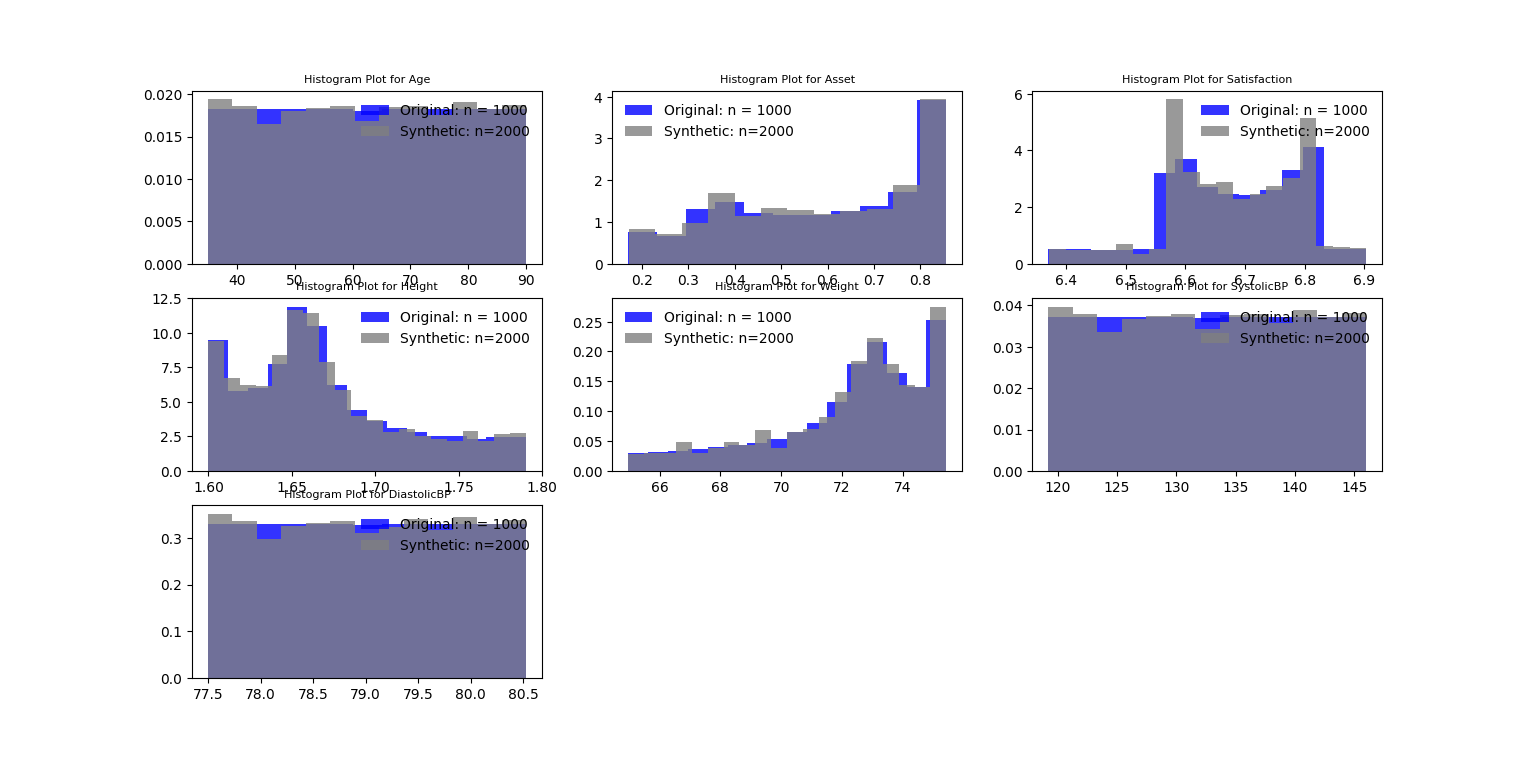 Histogram Plot for Age
0.020
0.015
0.010
0.005
0.000
40 50 60 70 80 90
Original: n = 1000
Synthetic: n=2000
Histogram Plot for Asset
4
3
2
1
0
0.2 0.3 0.4 0.5 0.6 0.7 0.8
Original: n = 1000
Synthetic: n=2000
Histogram Plot for Satisfaction
6
4
2
0
6.4 6.5 6.6 6.7 6.8 6.9
Original: n = 1000
Synthetic: n=2000
Histogram Plot for Height
12.5
10.0
7.5
5.0
2.5
0.0
1.60 1.65 1.70 1.75 1.80
Original: n = 1000
Synthetic: n=2000
Histogram Plot for Weight
0.25
0.20
0.15
0.10
0.05
0.00
66 68 70 72 74
Original: n = 1000
Synthetic: n=2000
Histogram Plot for SystolicBP
0.04
0.03
0.02
0.01
0.00
120 125 130 135 140 145
Original: n = 1000
Synthetic: n=2000
Histogram Plot for DiastolicBP
0.3
0.2
0.1
0.0
77.5 78.0 78.5 79.0 79.5 80.0 80.5
Original: n = 1000
Synthetic: n=2000